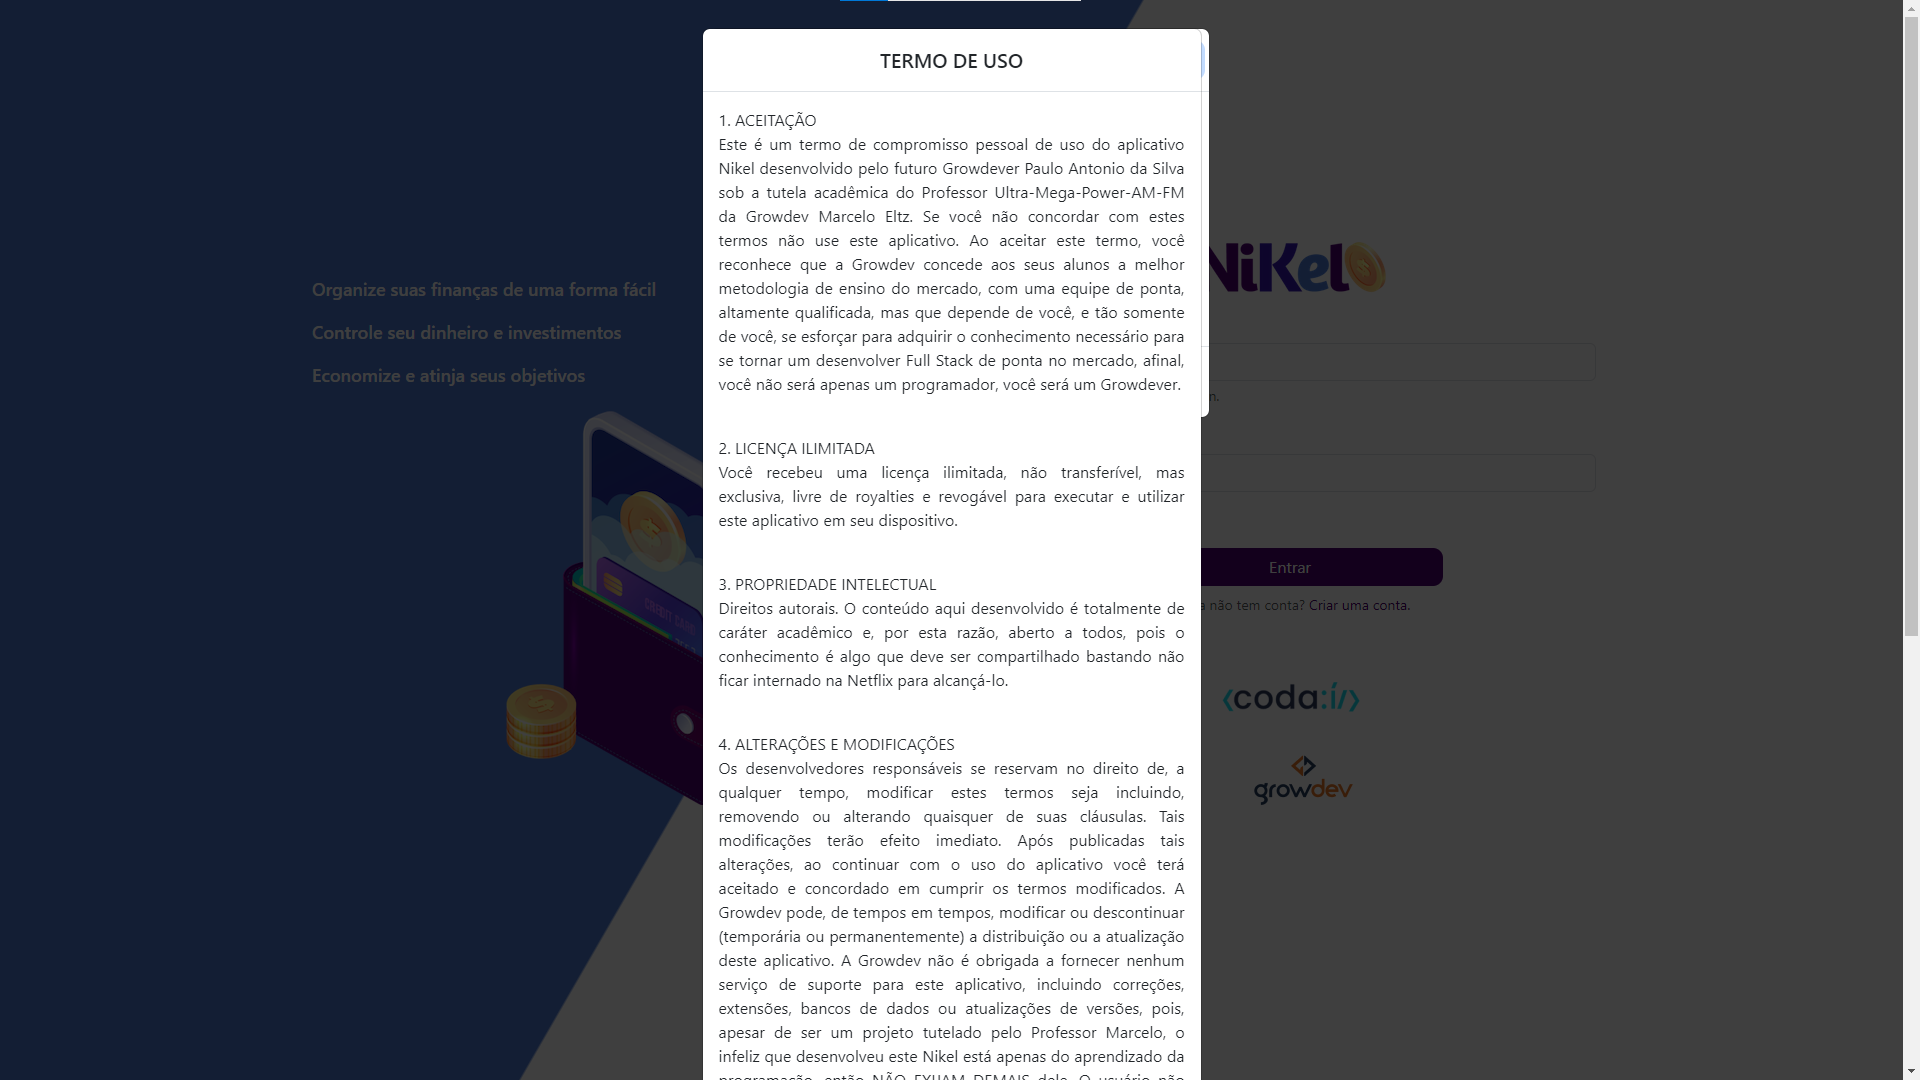 TERMO DE USO
1. ACEITAÇÃO
Este é um termo de compromisso pessoal de uso do aplicativo
Nikel desenvolvido pelo futuro Growdever Paulo Antonio da Silva
sob a tutela acadêmica do Professor Ultra-Mega-Power-AM-FM
da Growdev Marcelo Eltz. Se você não concordar com estes
termos não use este aplicativo. Ao aceitar este termo, você
reconhece que a Growdev concede aos seus alunos a melhor
metodologia de ensino do mercado, com uma equipe de ponta,
altamente qualificada, mas que depende de você, e tão somente
de você, se esforçar para adquirir o conhecimento necessário para
se tornar um desenvolver Full Stack de ponta no mercado, afinal,
você não será apenas um programador, você será um Growdever.
2. LICENÇA ILIMITADA
Você recebeu uma licença ilimitada, não transferível, mas
exclusiva, livre de royalties e revogável para executar e utilizar
este aplicativo em seu dispositivo.
3. PROPRIEDADE INTELECTUAL
Direitos autorais. O conteúdo aqui desenvolvido é totalmente de
caráter acadêmico e, por esta razão, aberto a todos, pois o
conhecimento é algo que deve ser compartilhado bastando não
ficar internado na Netflix para alcançá-lo.
4. ALTERAÇÕES E MODIFICAÇÕES
Os desenvolvedores responsáveis se reservam no direito de, a
qualquer tempo, modificar estes termos seja incluindo,
removendo ou alterando quaisquer de suas cláusulas. Tais
modificações terão efeito imediato. Após publicadas tais
alterações, ao continuar com o uso do aplicativo você terá
aceitado e concordado em cumprir os termos modificados. A
Growdev pode, de tempos em tempos, modificar ou descontinuar
(temporária ou permanentemente) a distribuição ou a atualização
deste aplicativo. A Growdev não é obrigada a fornecer nenhum
serviço de suporte para este aplicativo, incluindo correções,
extensões, bancos de dados ou atualizações de versões, pois,
apesar de ser um projeto tutelado pelo Professor Marcelo, o
infeliz que desenvolveu este Nikel está apenas do aprendizado da
programação, então NÃO EXIJAM DEMAIS dele. O usuário não
Organize suas finanças de uma forma fácil
Controle seu dinheiro e investimentos
Economize e atinja seus objetivos
CREDIT CARD
NiKel
n.
Entrar
não tem conta? Criar uma conta.
coda:í/
growdev